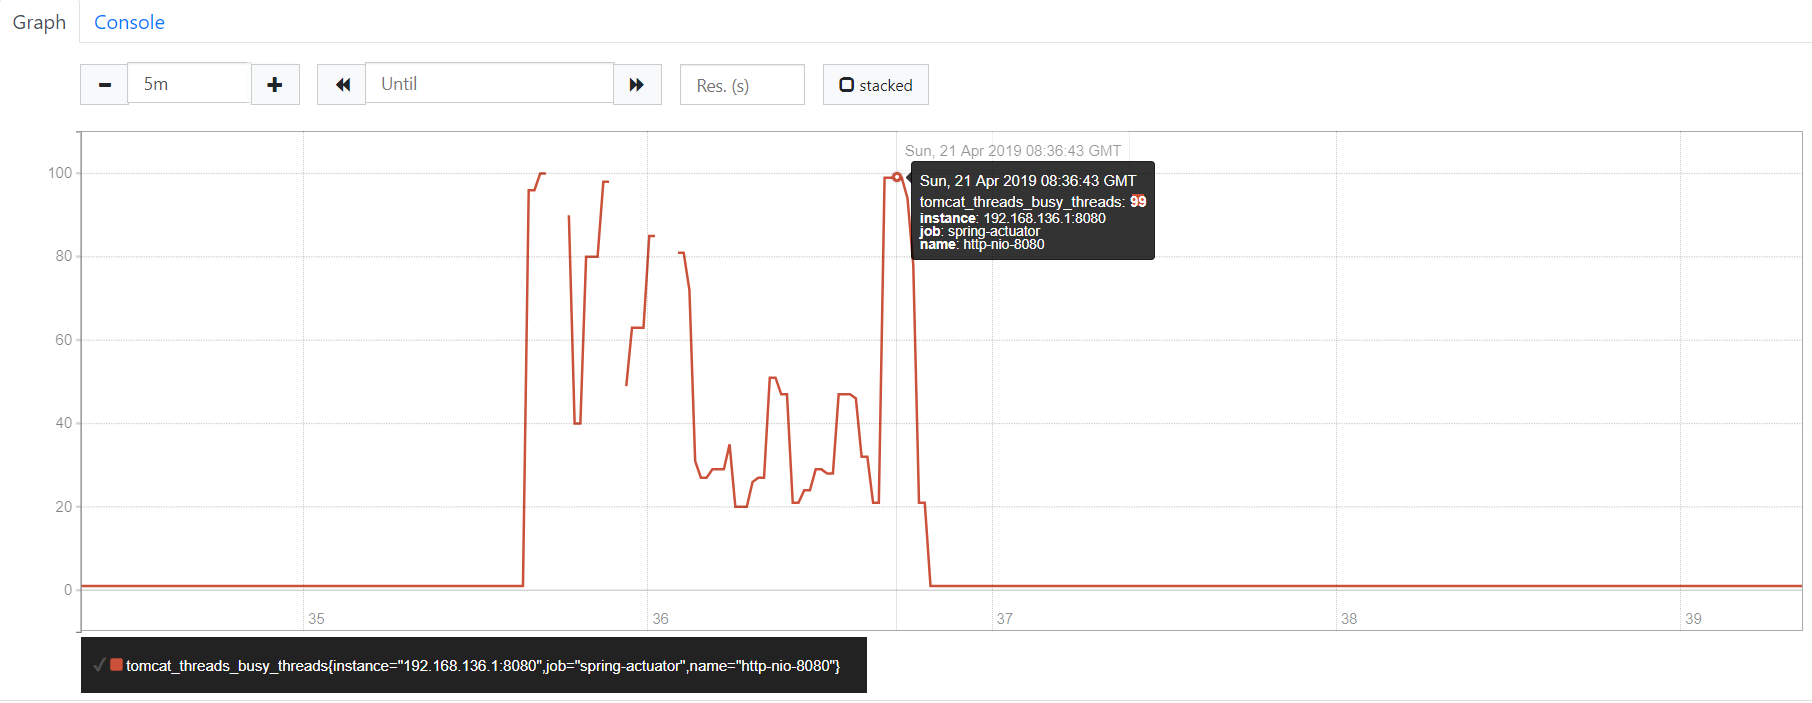 Graph Console
5m Until Res. (s) stacked
Sun, 21 Apr 2019 08:36:43 GMT
Sun, 21 Apr 2019 08:36:43 GMT
tomcat_threads_busy_threads: 99
instance: 192.168.136.1:8080
job: spring-actuator
name: http-nio-8080
100
80
60
40
20
0
35 36 37 38 39
tomcat_threads_busy_threads{instance="192.168.136.1:8080",job="spring-actuator",name="http-nio-8080"}